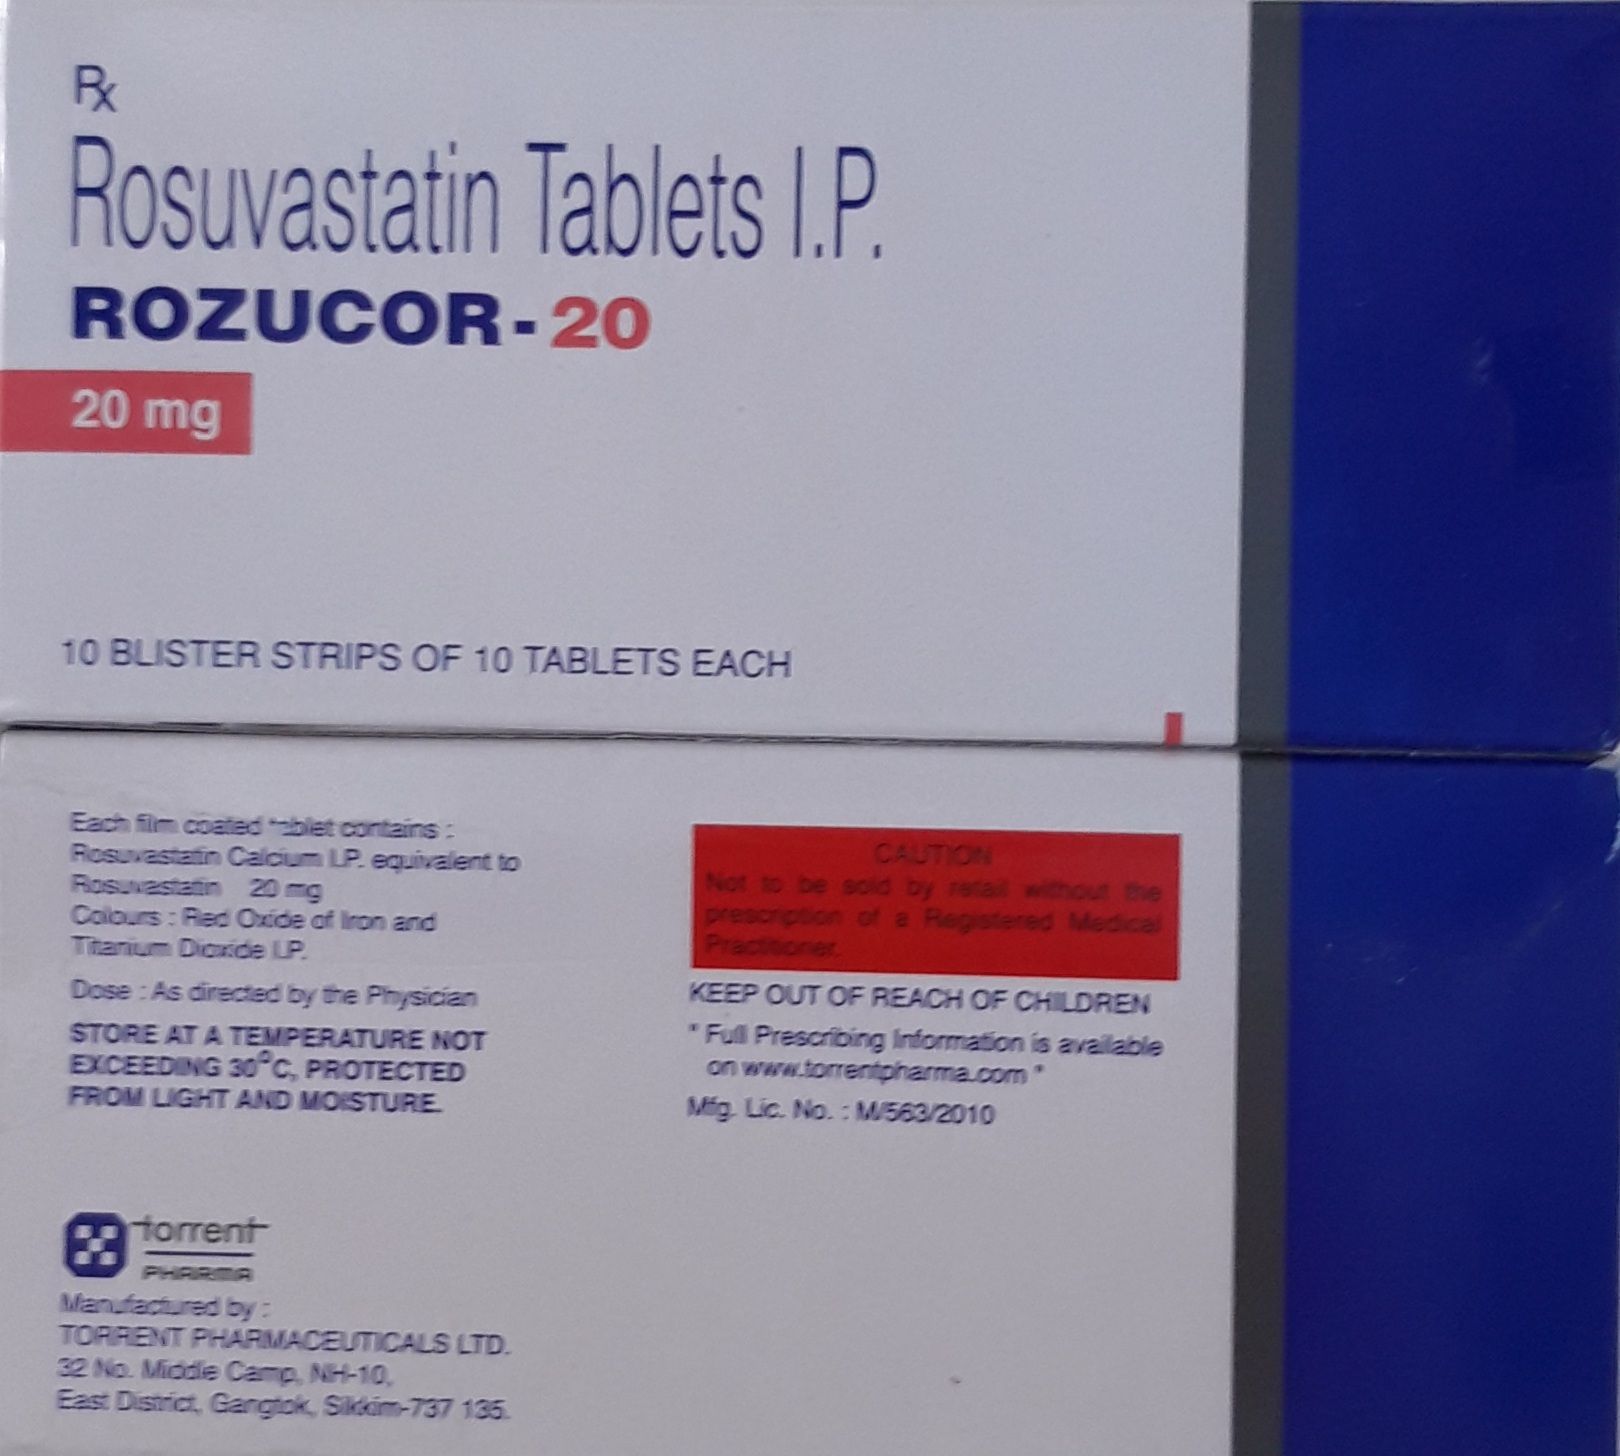 Rx
Rosuvastatin Tablets I.P.
ROZUCOR-20
20 mg
10 BLISTER STRIPS OF 10 TABLETS EACH
Each film coated tablet contains :
Rosuvastatin Calcium I.P. equivalent to
Rosuvastatin 20 mg
Colours : Red Oxide of Iron and
Titanium Dioxide I.P.
Dose : As directed by the Physician
STORE AT A TEMPERATURE NOT
EXCEEDING 30°C, PROTECTED
FROM LIGHT AND MOISTURE.
CAUTION
Not to be sold by retail without the
prescription of a Registered Medical
Practitioner.
KEEP OUT OF REACH OF CHILDREN
" Full Prescribing Information is available
on www.torrentpharma.com "
Mfg. Lic. No. : M/563/2010
torrent
PHARMA
Manufactured by :
TORRENT PHARMACEUTICALS LTD.
32 No. Middle Camp, NH-10,
East District, Gangtok, Sikkim-737 135.